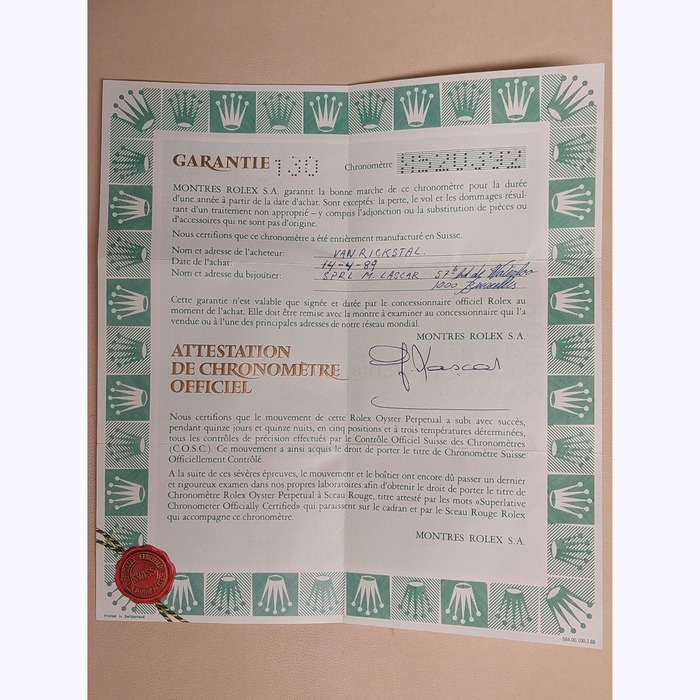 GARANTIE 130 Chronomètre
MONTRES ROLEX S.A. garantit la bonne marche de ce chronomètre pour la durée
d'une année à partir de la date d'achat. Sont exceptés: la perte, le vol et les dommages résul-
tant d'un traitement non approprié – y compris l'adjonction ou la substitution de pièces ou
d'accessoires qui ne sont pas d'origine.
Nous certifions que ce chronomètre a été entièrement manufacturé en Suisse.
Nom et adresse de l'acheteur: VAN RICKSTAL.
Date de l'achat: 14-4-89
Nom et adresse du bijoutier: SPRL M. LASCAR bd de Waterloo
1000 Bruxelles
Cette garantie n'est valable que signée et datée par le concessionnaire officiel Rolex au
moment de l'achat. Elle doit être remise avec la montre à examiner au concessionnaire qui l'a
vendue ou à l'une des principales adresses de notre réseau mondial.
MONTRES ROLEX S.A.
ATTESTATION
DE CHRONOMÈTRE
OFFICIEL
Nous certifions que le mouvement de cette Rolex Oyster Perpetual a subi avec succès,
pendant quinze jours et quinze nuits, en cinq positions et à trois températures déterminées,
tous les contrôles de précision effectués par le Contrôle Officiel Suisse des Chronomètres
(C.O.S.C.). Ce mouvement a ainsi acquis le droit de porter le titre de Chronomètre Suisse
Officiellement Contrôlé.
A la suite de ces sévères épreuves, le mouvement et le boîtier ont encore dû passer un dernier
et rigoureux examen dans nos propres laboratoires afin d'obtenir le droit de porter le titre de
Chronomètre Rolex Oyster Perpetual à Sceau Rouge, titre attesté par les mots «Superlative
Chronometer Officially Certified» qui paraissent sur le cadran et par le Sceau Rouge Rolex
qui accompagne ce chronomètre.
MONTRES ROLEX S.A.
SWISS
Printed in Switzerland
564.00.200.3.88